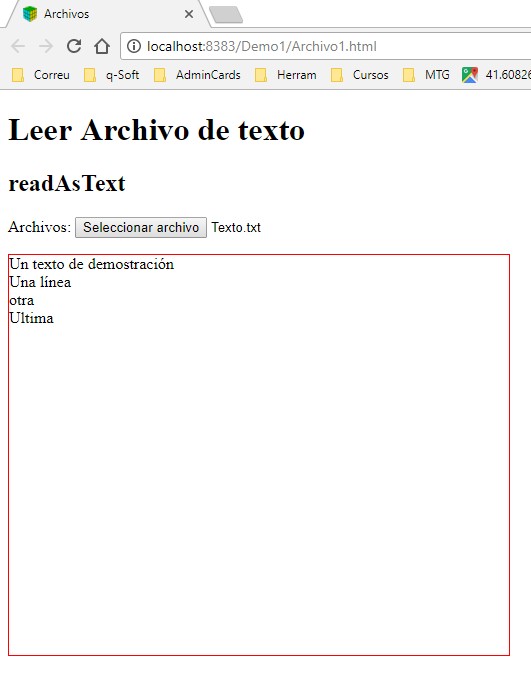 Archivos
localhost:8383/Demo1/Archivo1.html
Correu q-Soft AdminCards Herram Cursos MTG 41.60826
Leer Archivo de texto
readAsText
Archivos: Seleccionar archivo Texto.txt
Un texto de demostración
Una línea
otra
Ultima